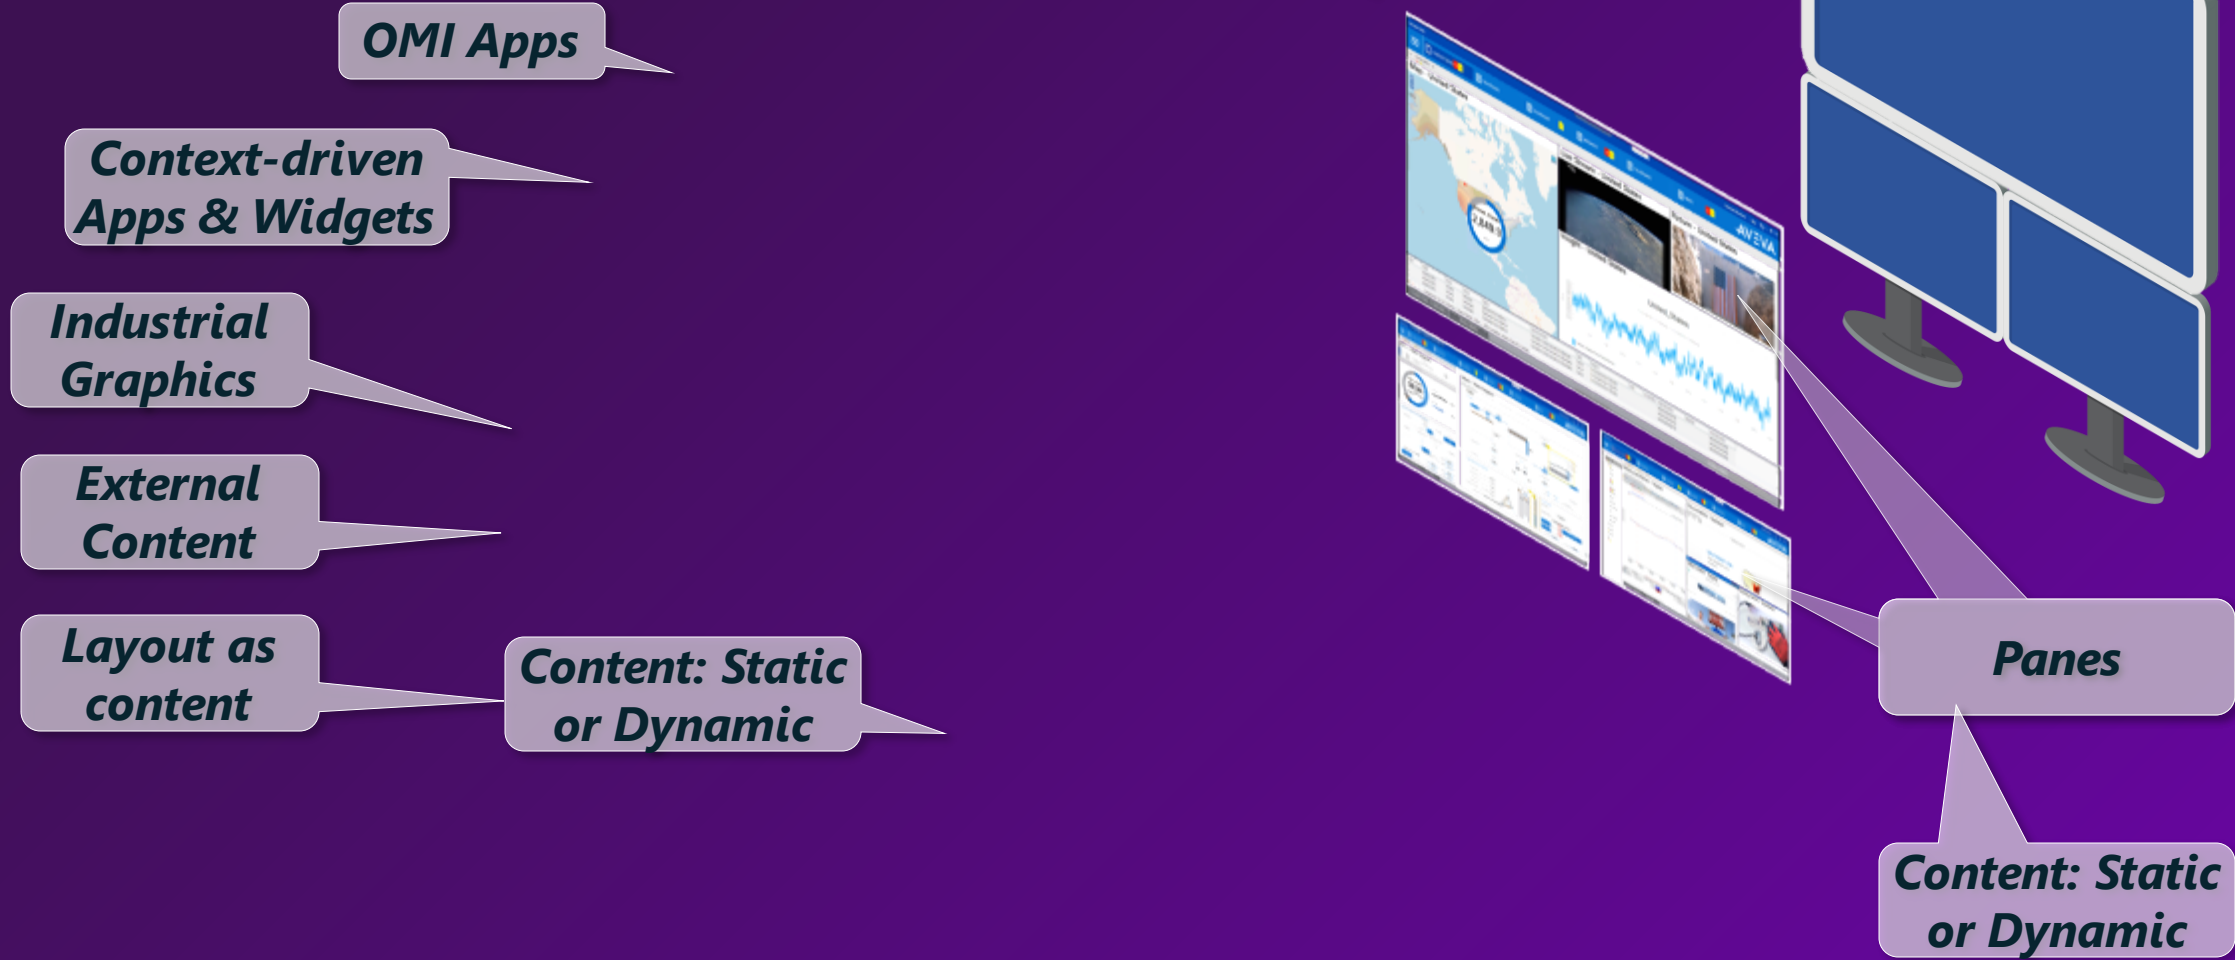 OMI Apps
Context-driven
Apps & Widgets
Industrial
Graphics
External
Content
Layout as
content
Content: Static
or Dynamic
AVEVA
Panes
Content: Static
or Dynamic